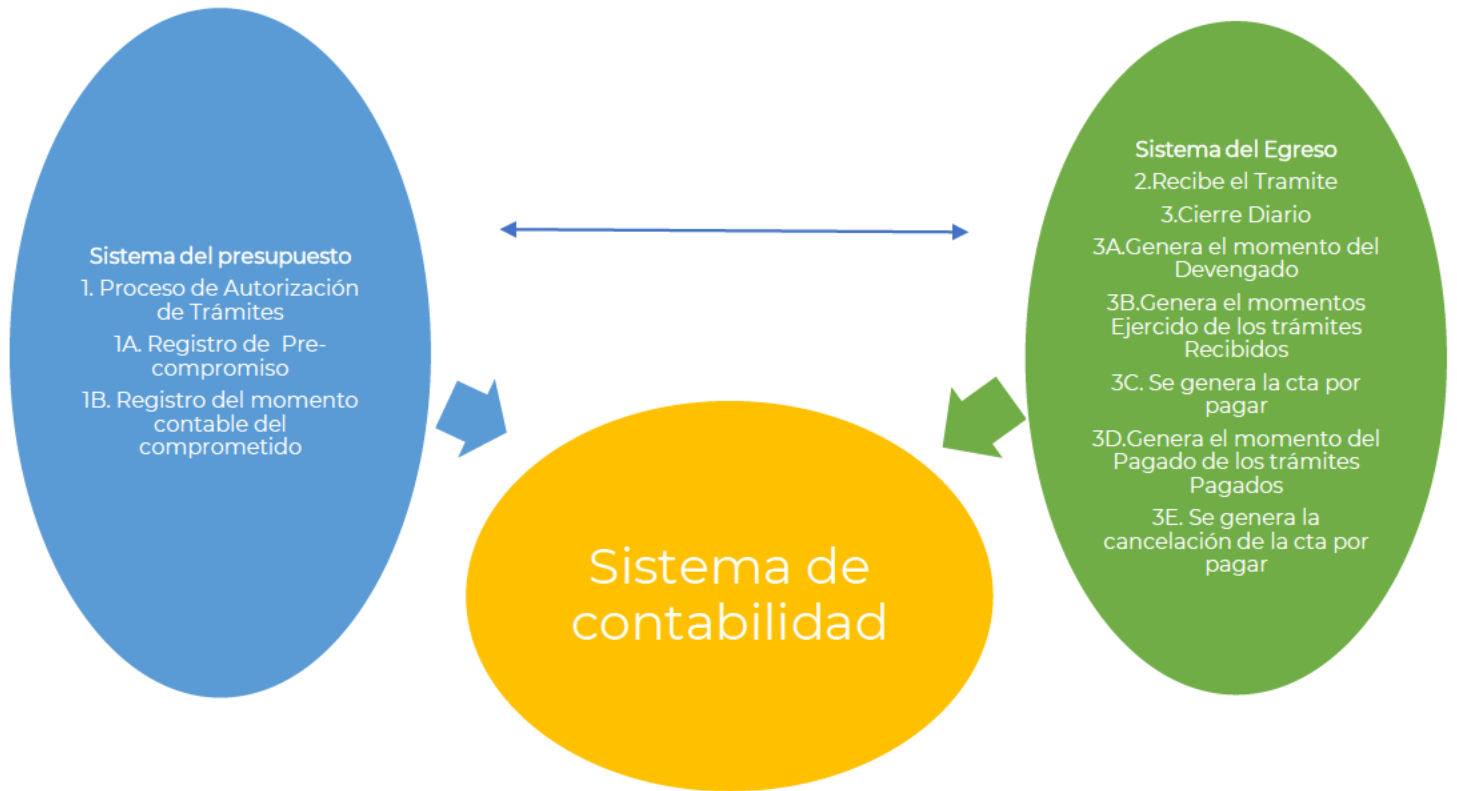 Sistema del presupuesto
1. Proceso de Autorización
de Trámites
1A. Registro de  Pre-
compromiso
1B. Registro del momento
contable del
comprometido
Sistema del Egreso
2.Recibe el Tramite
3.Cierre Diario
3A.Genera el momento del
Devengado
3B.Genera el momentos
Ejercido de los trámites
Recibidos
3C. Se genera la cta por
pagar
3D.Genera el momento del
Pagado de los trámites
Pagados
3E. Se genera la
cancelación de la cta por
pagar
Sistema de
contabilidad